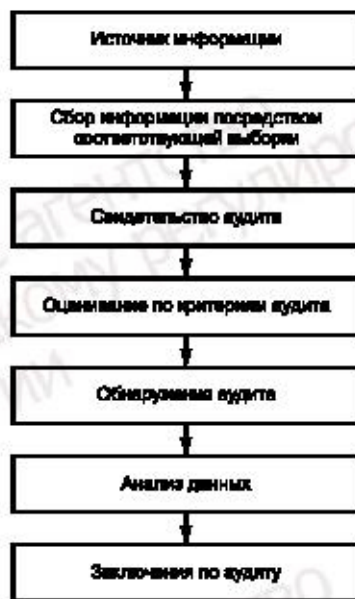 Источник информации
Сбор информации посредством
соответствующей выборки
Свидетельство аудита
Оценивание по критериям аудита
Обнаружения аудита
Анализ данных
Заключения по аудиту